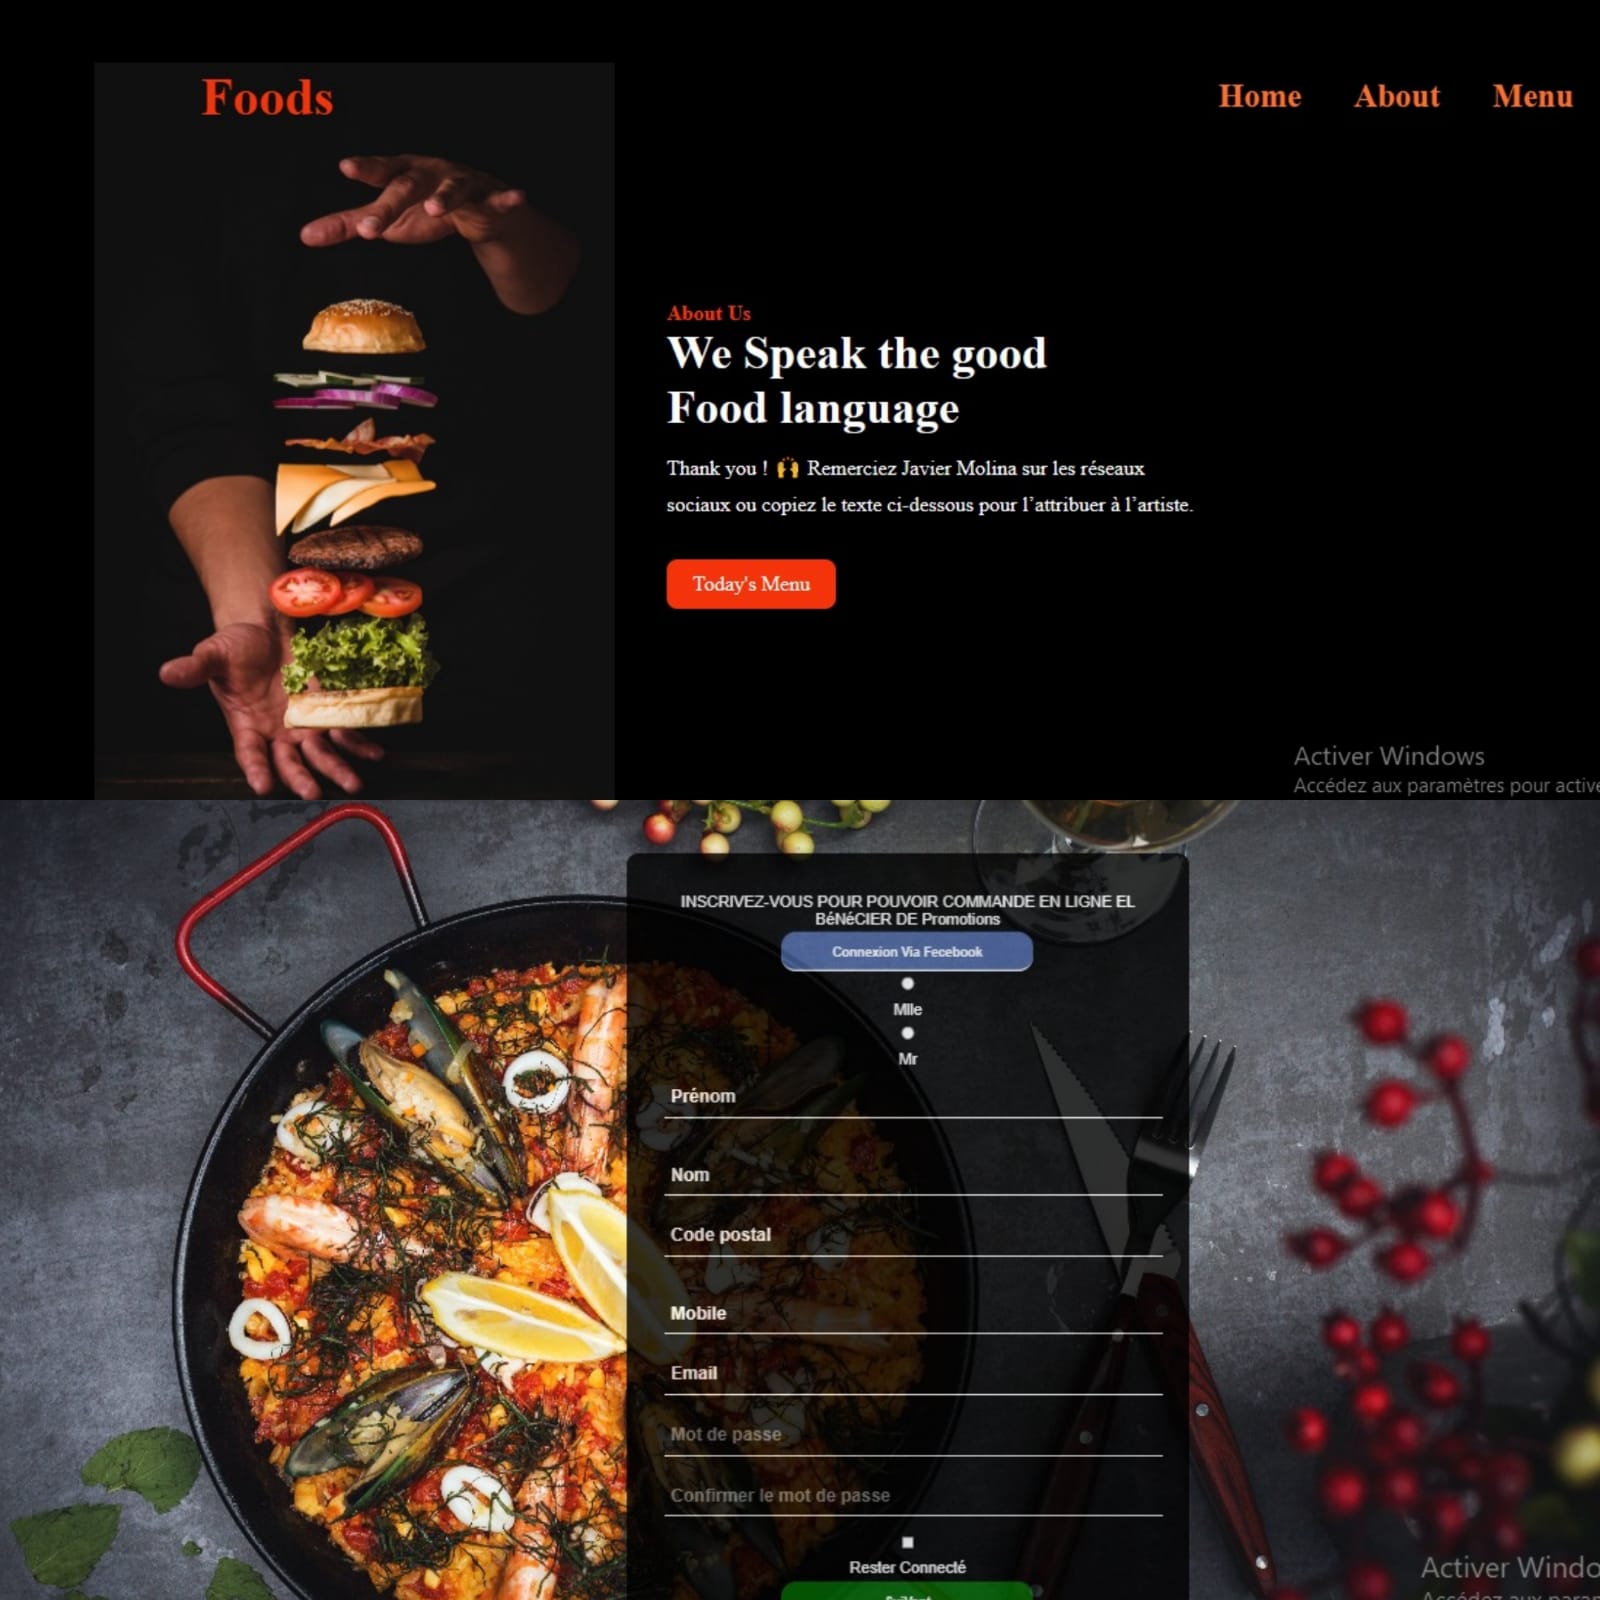 Foods
Home About Menu
About Us
We Speak the good
Food language
Thank you ! 🙌 Remerciez Javier Molina sur les réseaux
sociaux ou copiez le texte ci-dessous pour l’attribuer à l’artiste.
Today's Menu
Activer Windows
Accédez aux paramètres pour active
INSCRIVEZ-VOUS POUR POUVOIR COMMANDE EN LIGNE EL
BéNéCIER DE Promotions
Connexion Via Fecebook
Mlle
Mr
Prénom
Nom
Code postal
Mobile
Email
Mot de passe
Confirmer le mot de passe
Rester Connecté
Activer Windo